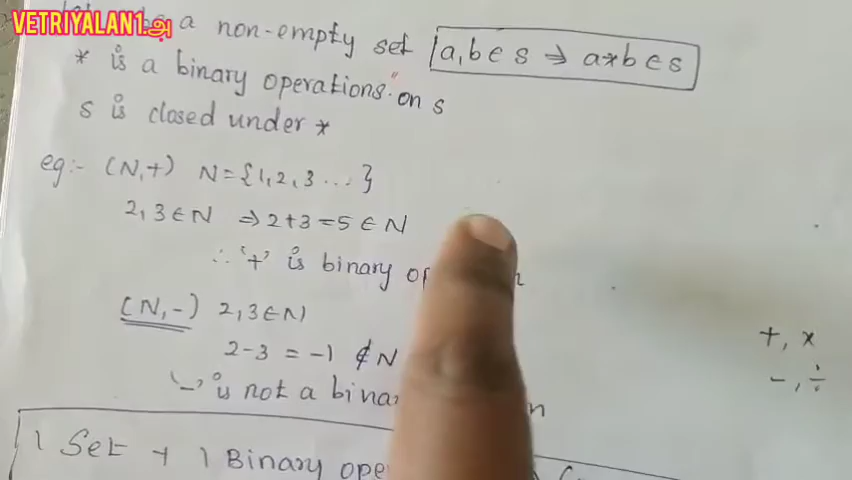 VETRIYALAN1.அ
be a non-empty set / a, b ∈ s ⇒ a*b ∈ s
* is a binary operations on s
s is closed under *
eg:- (N,+) N = {1,2,3 ...}
2,3 ∈ N ⇒ 2+3 = 5 ∈ N
∴ '+' is binary op
(N,-) 2,3 ∈ N
2-3 = -1 ∉ N
+, ×
-, ÷
'-' is not a bina
1 Set + 1 Binary ope